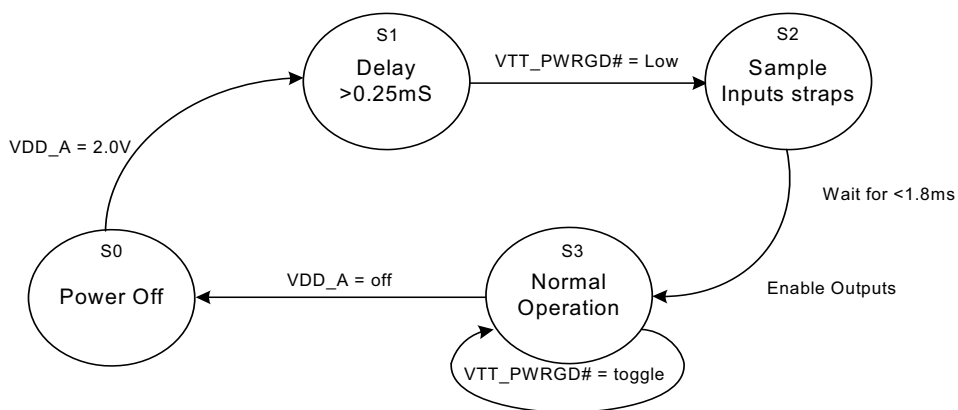 S1
Delay
>0.25mS
VTT_PWRGD# = Low
S2
Sample
Inputs straps
VDD_A = 2.0V
Wait for <1.8ms
S0
Power Off
VDD_A = off
S3
Normal
Operation
Enable Outputs
VTT_PWRGD# = toggle